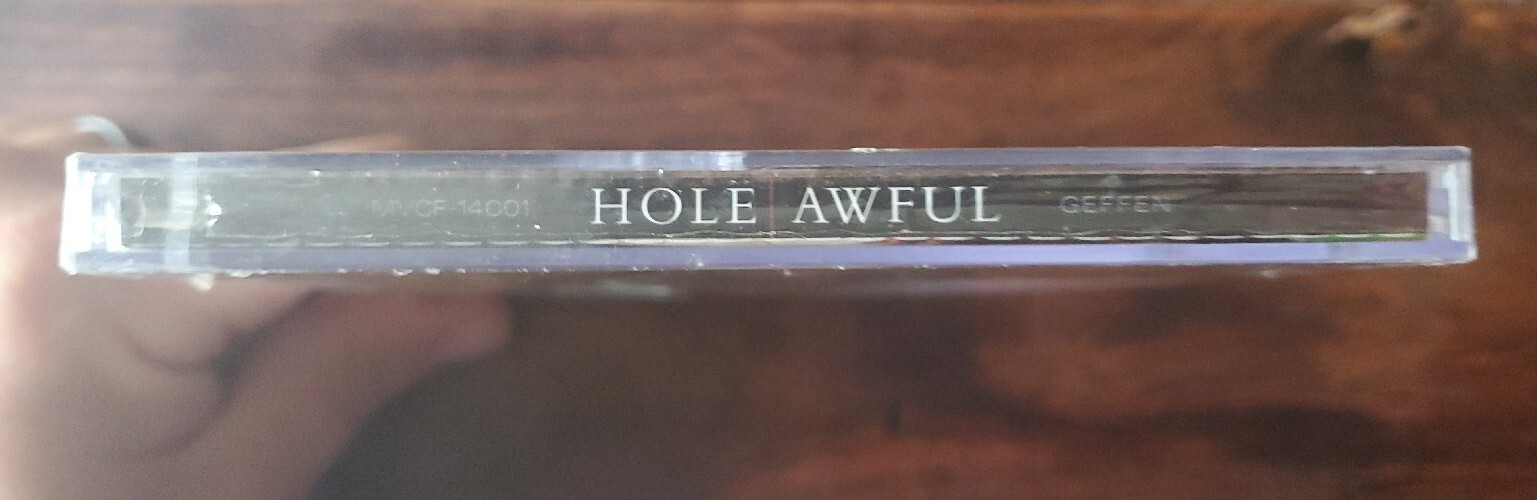 MVCF-14001 HOLE AWFUL GEFFEN